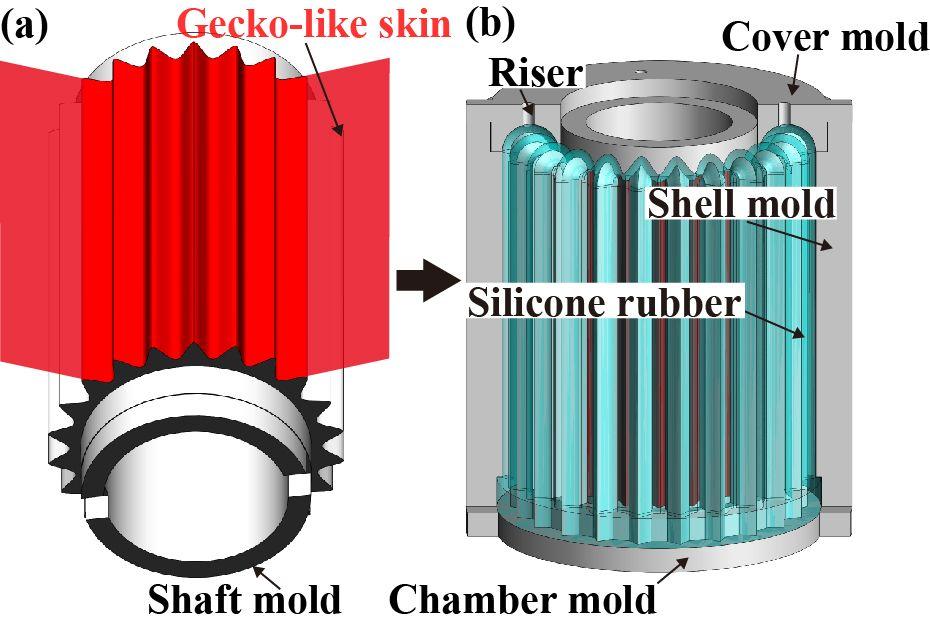 (a)
Gecko-like skin
(b)
Cover mold
Riser
Shell mold
Silicone rubber
Shaft mold
Chamber mold